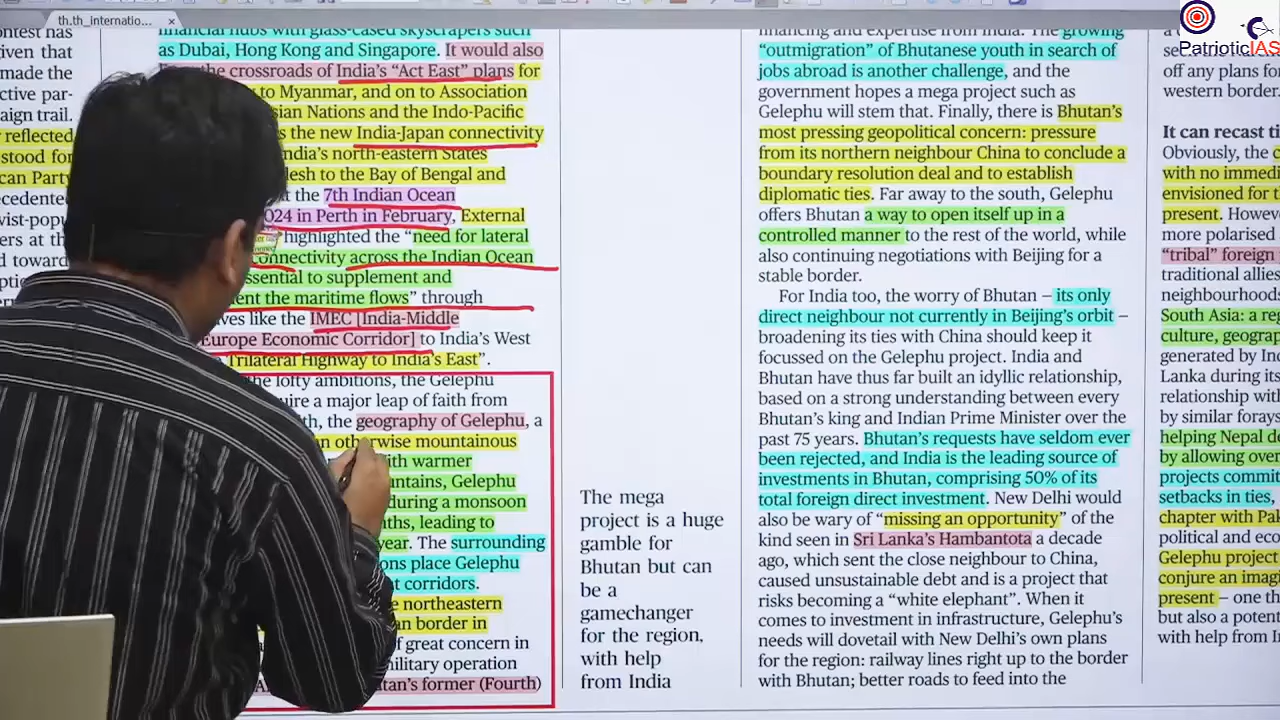 th.th_internatio...
PatrioticIAS
ontest has
given that
made the
ctive par-
aign trail.
reflected
stood for
can Party
ecedented
vist-pop
ers at th
d toward
financial hubs with glass-cased skyscrapers such
as Dubai, Hong Kong and Singapore. It would also
the crossroads of India's “Act East” plans for
to Myanmar, and on to Association
sian Nations and the Indo-Pacific
s the new India-Japan connectivity
ndia's north-eastern States
lesh to the Bay of Bengal and
t the 7th Indian Ocean
024 in Perth in February, External
highlighted the “need for lateral
onnectivity across the Indian Ocean
ssential to supplement and
ent the maritime flows” through
ves like the IMEC [India-Middle
Europe Economic Corridor] to India's West
Trilateral Highway to India's East”.
he lofty ambitions, the Gelephu
uire a major leap of faith from
th, the geography of Gelephu, a
n otherwise mountainous
ith warmer
untains, Gelephu
during a monsoon
ths, leading to
year. The surrounding
ons place Gelephu
t corridors.
e northeastern
an border in
f great concern in
military operation
utan's former (Fourth)
The mega
project is a huge
gamble for
Bhutan but can
be a
gamechanger
for the region,
with help
from India
financing and expertise from India. The growing
“outmigration” of Bhutanese youth in search of
jobs abroad is another challenge, and the
government hopes a mega project such as
Gelephu will stem that. Finally, there is Bhutan's
most pressing geopolitical concern: pressure
from its northern neighbour China to conclude a
boundary resolution deal and to establish
diplomatic ties. Far away to the south, Gelephu
offers Bhutan a way to open itself up in a
controlled manner to the rest of the world, while
also continuing negotiations with Beijing for a
stable border.
For India too, the worry of Bhutan – its only
direct neighbour not currently in Beijing's orbit –
broadening its ties with China should keep it
focussed on the Gelephu project. India and
Bhutan have thus far built an idyllic relationship,
based on a strong understanding between every
Bhutan's king and Indian Prime Minister over the
past 75 years. Bhutan's requests have seldom ever
been rejected, and India is the leading source of
investments in Bhutan, comprising 50% of its
total foreign direct investment. New Delhi would
also be wary of “missing an opportunity” of the
kind seen in Sri Lanka's Hambantota a decade
ago, which sent the close neighbour to China,
caused unsustainable debt and is a project that
risks becoming a “white elephant”. When it
comes to investment in infrastructure, Gelephu's
needs will dovetail with New Delhi's own plans
for the region: railway lines right up to the border
with Bhutan; better roads to feed into the
off any plans for
western border.
It can recast ti
Obviously, the
with no immedi
envisioned for t
present. Howev
more polarised
“tribal” foreign
traditional allies
neighbourhoods
South Asia: a reg
culture, geograp
generated by Ind
Lanka during its
relationship with
by similar forays
helping Nepal de
by allowing over
projects commit
setbacks in ties,
chapter with Pak
political and eco
Gelephu project
conjure an imag
present – one th
but also a potent
with help from I